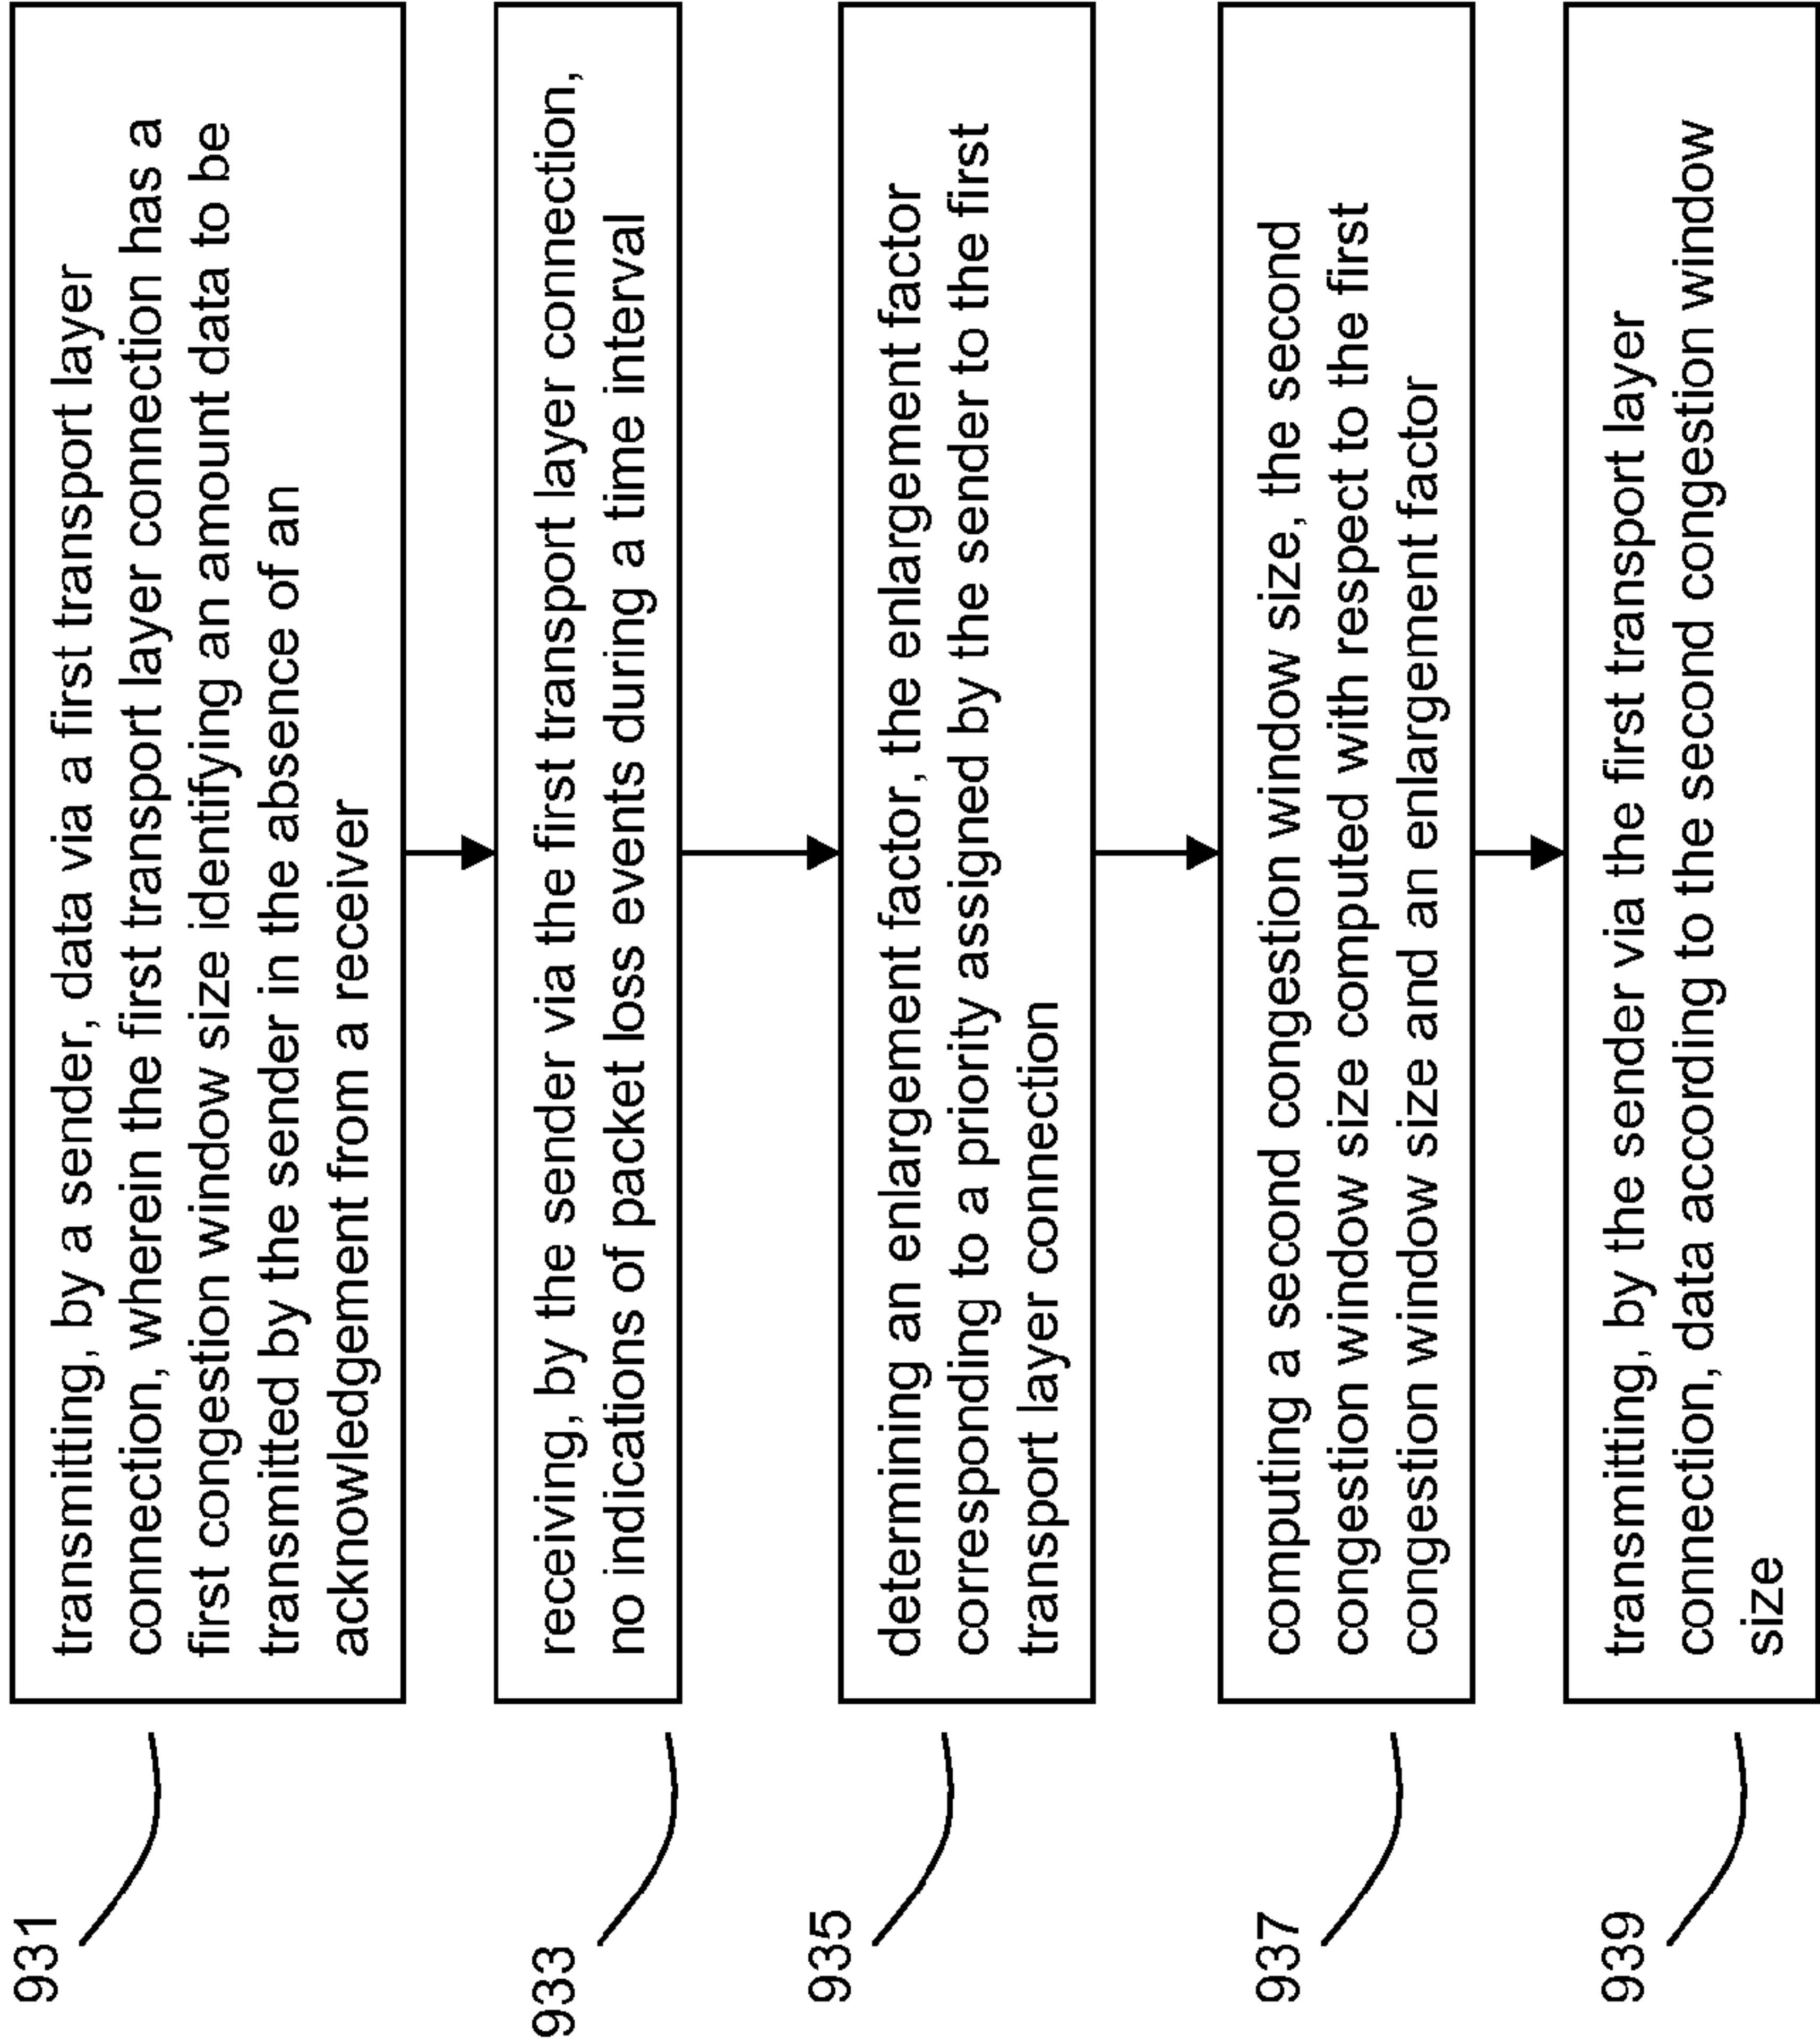 931
transmitting, by a sender, data via a first transport layer
connection, wherein the first transport layer connection has a
first congestion window size identifying an amount data to be
transmitted by the sender in the absence of an
acknowledgement from a receiver
933
receiving, by the sender via the first transport layer connection,
no indications of packet loss events during a time interval
935
determining an enlargement factor, the enlargement factor
corresponding to a priority assigned by the sender to the first
transport layer connection
937
computing a second congestion window size, the second
congestion window size computed with respect to the first
congestion window size and an enlargement factor
939
transmitting, by the sender via the first transport layer
connection, data according to the second congestion window
size